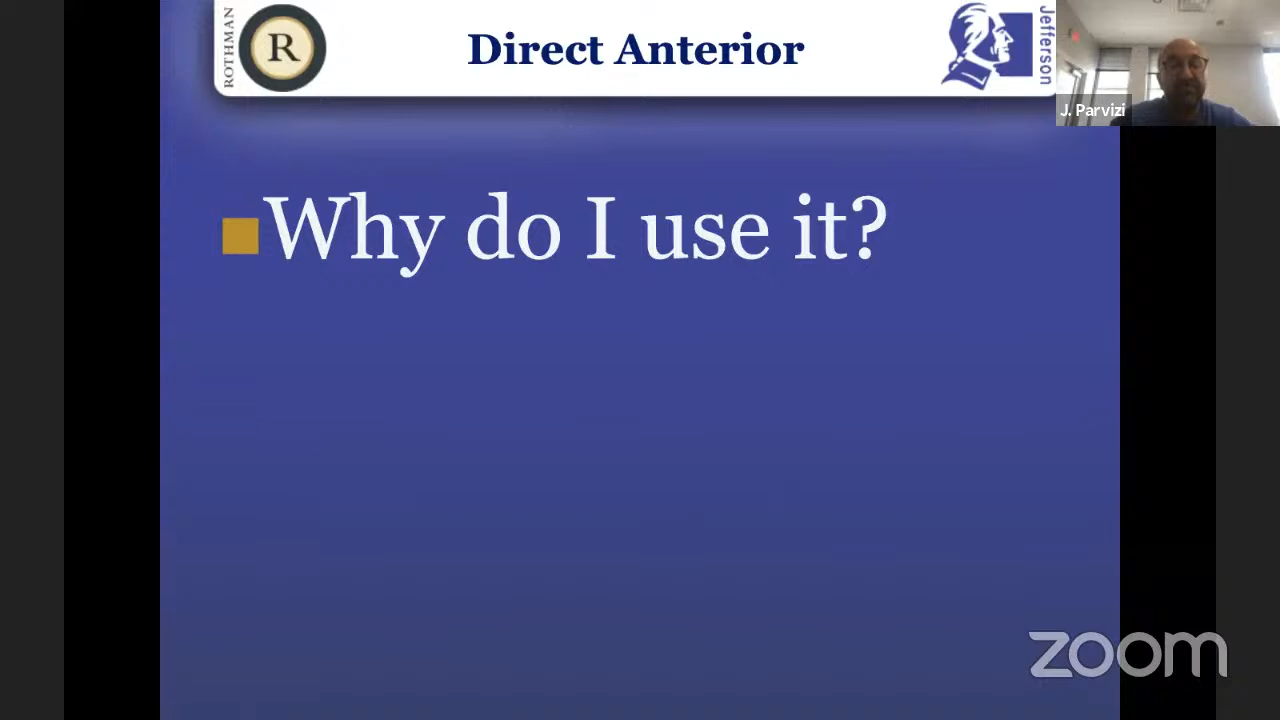 ROTHMAN
R
Direct Anterior
Jefferson
J. Parvizi
Why do I use it?
zoom